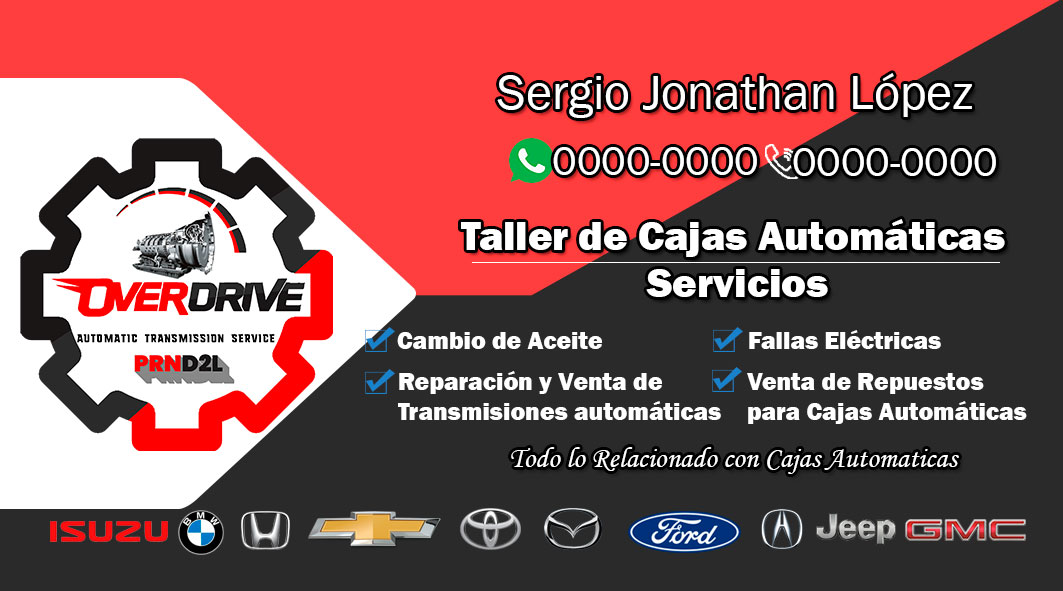 Sergio Jonathan López
0000-0000 0000-0000
Taller de Cajas Automáticas
Servicios
OVERDRIVE
AUTOMATIC TRANSMISSION SERVICE
PRND2L
Cambio de Aceite
Fallas Eléctricas
Reparación y Venta de
Transmisiones automáticas
Venta de Repuestos
para Cajas Automáticas
Todo lo Relacionado con Cajas Automaticas
ISUZU BMW Ford Jeep GMC